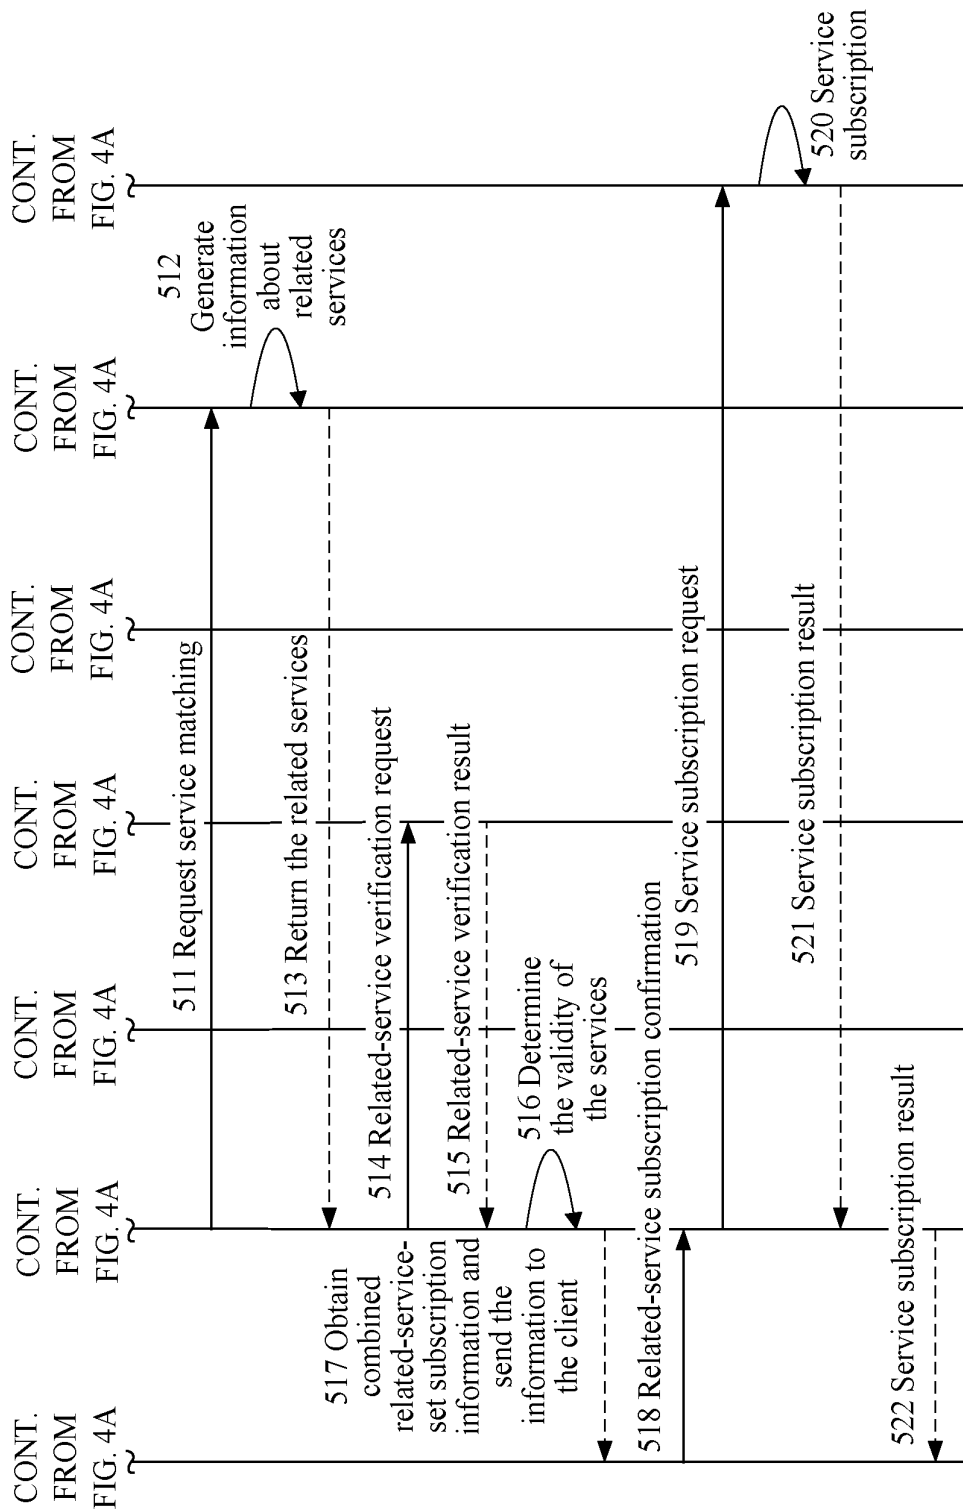 CONT.
FROM
FIG. 4A
CONT.
FROM
FIG. 4A
CONT.
FROM
FIG. 4A
CONT.
FROM
FIG. 4A
CONT.
FROM
FIG. 4A
CONT.
FROM
FIG. 4A
CONT.
FROM
FIG. 4A
511 Request service matching
512
Generate
information
about
related
services
513 Return the related services
514 Related-service verification request
515 Related-service verification result
516 Determine
the validity of
the services
517 Obtain
combined
related-service-
set subscription
information and
send the
information to
the client
518 Related-service subscription confirmation
519 Service subscription request
520 Service
subscription
521 Service subscription result
522 Service subscription result